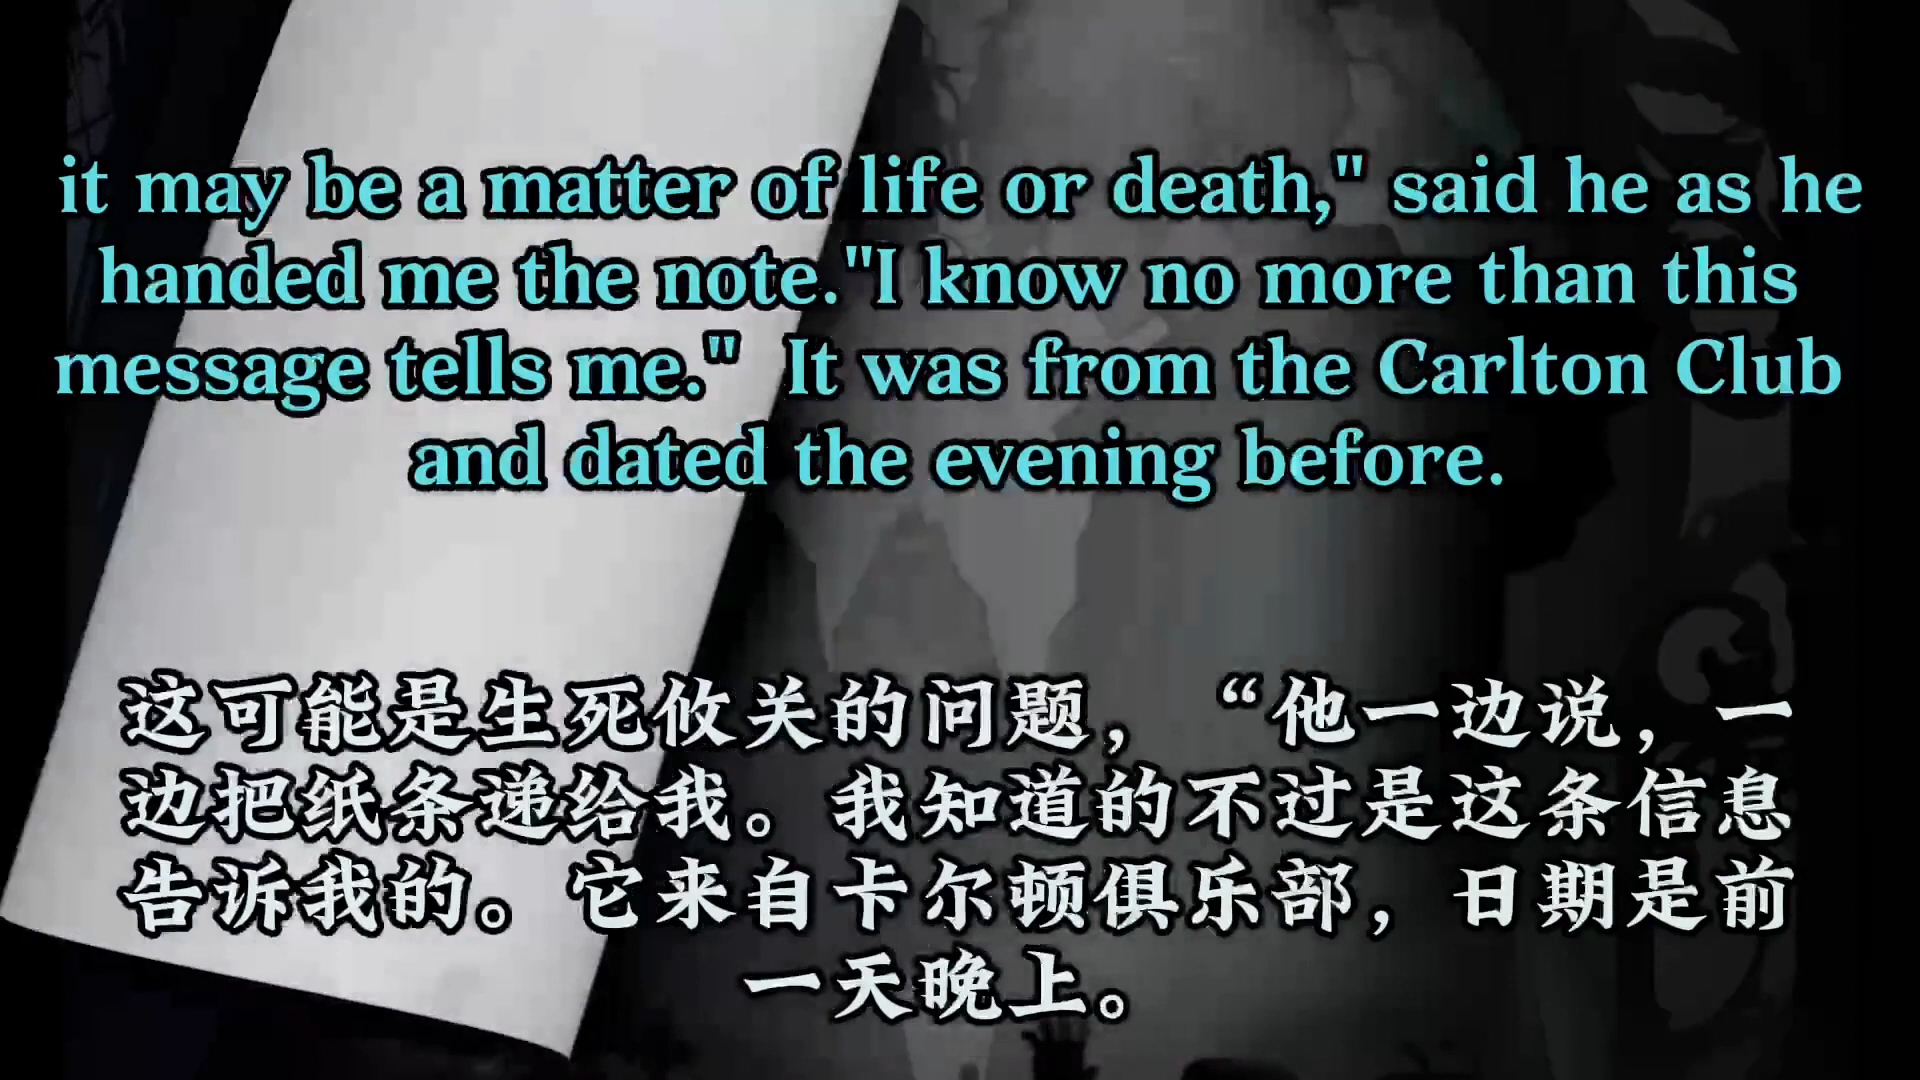 it may be a matter of life or death," said he as he
handed me the note."I know no more than this
message tells me."  It was from the Carlton Club
and dated the evening before.
这可能是生死攸关的问题，“他一边说，一
边把纸条递给我。我知道的不过是这条信息
告诉我的。它来自卡尔顿俱乐部，日期是前
一天晚上。